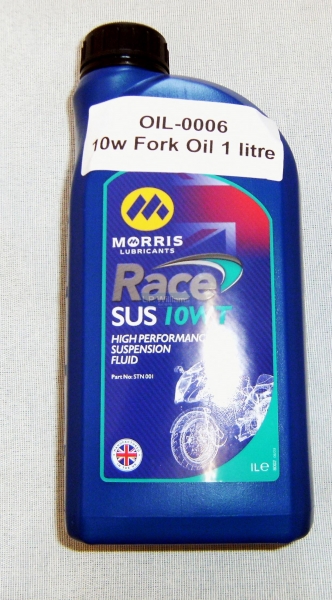 OIL-0006
10w Fork Oil 1 litre
MORRIS
LUBRICANTS
Race
SUS 10WT
HIGH PERFORMANCE
SUSPENSION
FLUID
Part No: STN 001
1L e